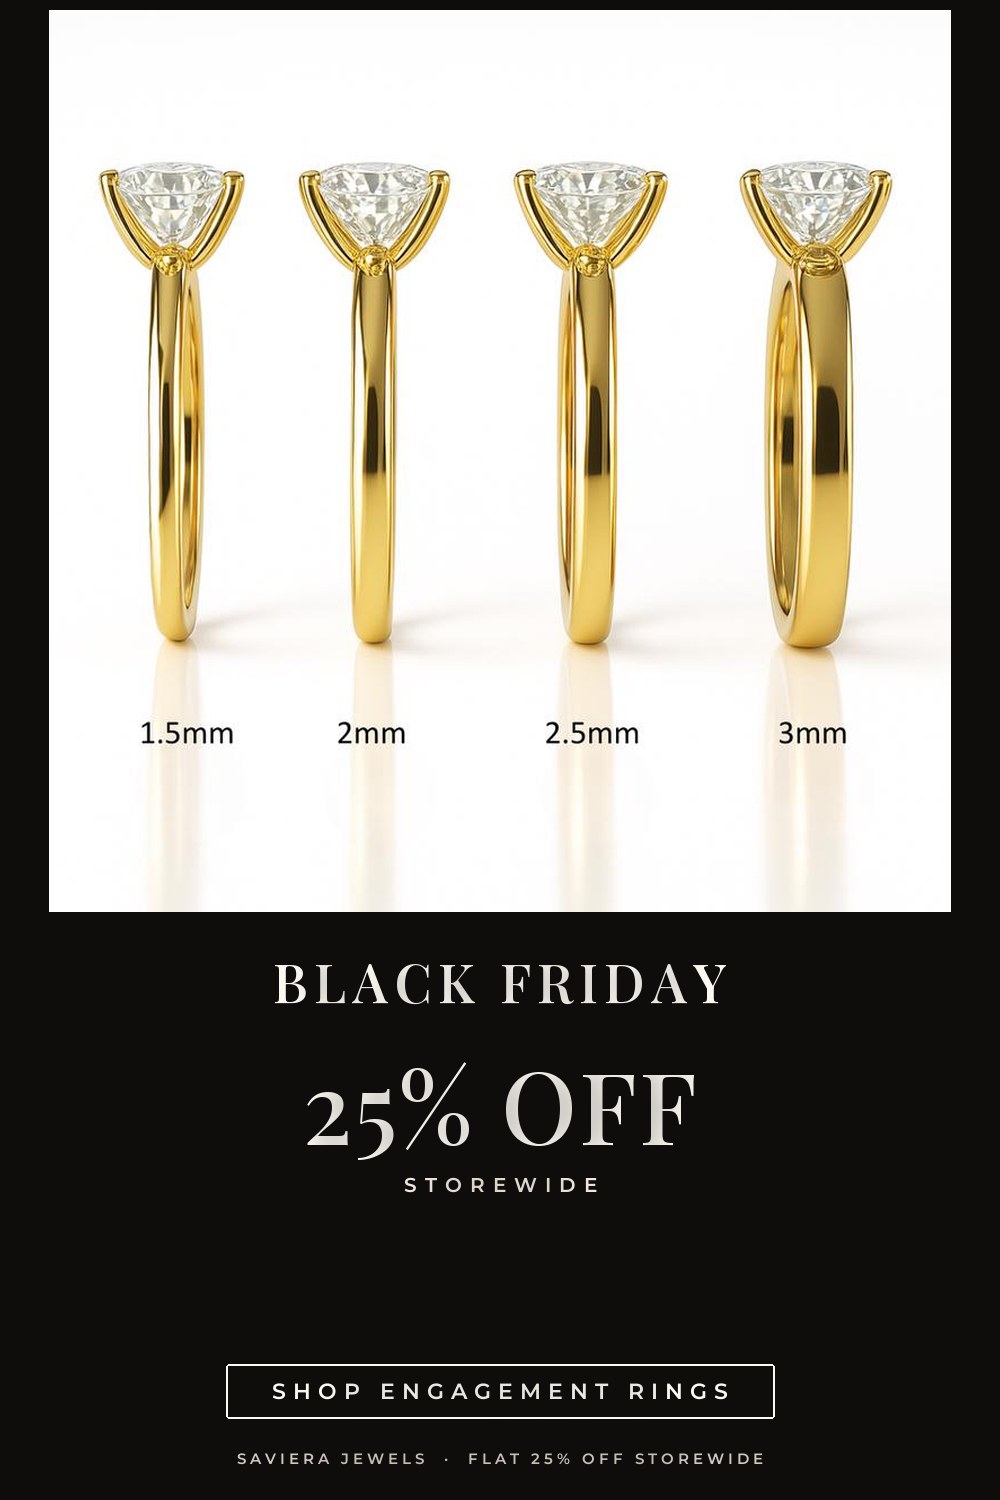 1.5mm 2mm 2.5mm 3mm
BLACK FRIDAY
25% OFF
STOREWIDE
SHOP ENGAGEMENT RINGS
SAVIERA JEWELS · FLAT 25% OFF STOREWIDE